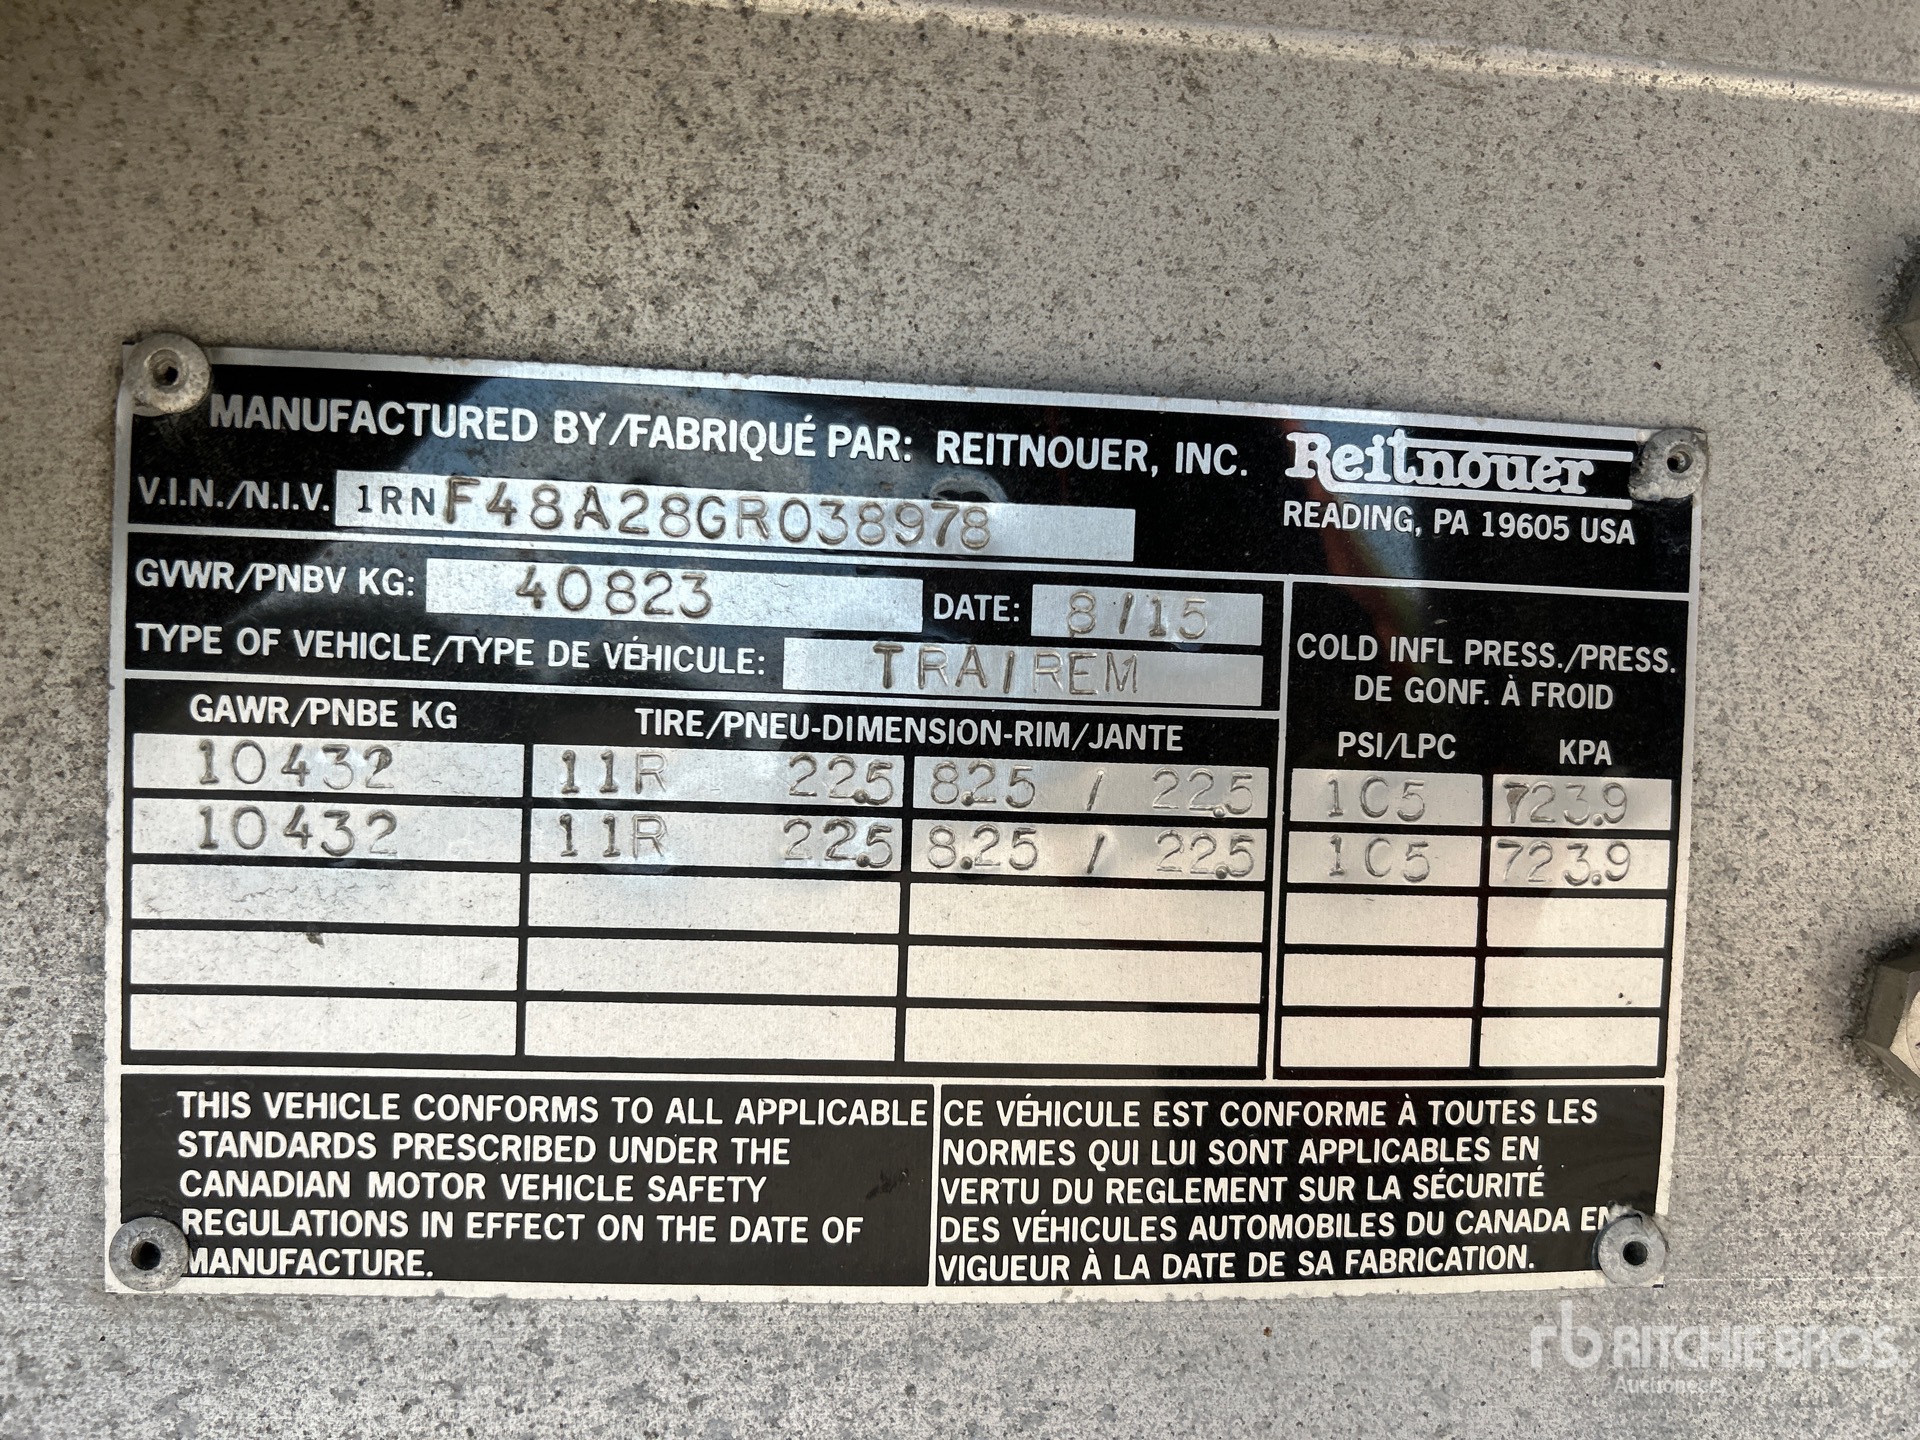 MANUFACTURED BY/FABRIQUÉ PAR: REITNOUER, INC.
Reitnouer
READING, PA 19605 USA
V.I.N./N.I.V. 1RNF48A28GR038978
GVWR/PNBV KG: 40823 DATE: 8/15
TYPE OF VEHICLE/TYPE DE VÉHICULE: TRA/REM
COLD INFL PRESS./PRESS.
DE GONF. À FROID
GAWR/PNBE KG TIRE/PNEU-DIMENSION-RIM/JANTE PSI/LPC KPA
10432 11R 22.5 8.25 / 22.5 1C5 723.9
10432 11R 22.5 8.25 / 22.5 1C5 723.9
THIS VEHICLE CONFORMS TO ALL APPLICABLE
STANDARDS PRESCRIBED UNDER THE
CANADIAN MOTOR VEHICLE SAFETY
REGULATIONS IN EFFECT ON THE DATE OF
MANUFACTURE.
CE VÉHICULE EST CONFORME À TOUTES LES
NORMES QUI LUI SONT APPLICABLES EN
VERTU DU REGLEMENT SUR LA SÉCURITÉ
DES VÉHICULES AUTOMOBILES DU CANADA EN
VIGUEUR À LA DATE DE SA FABRICATION.
rb RITCHIE BROS.
Auctioneers